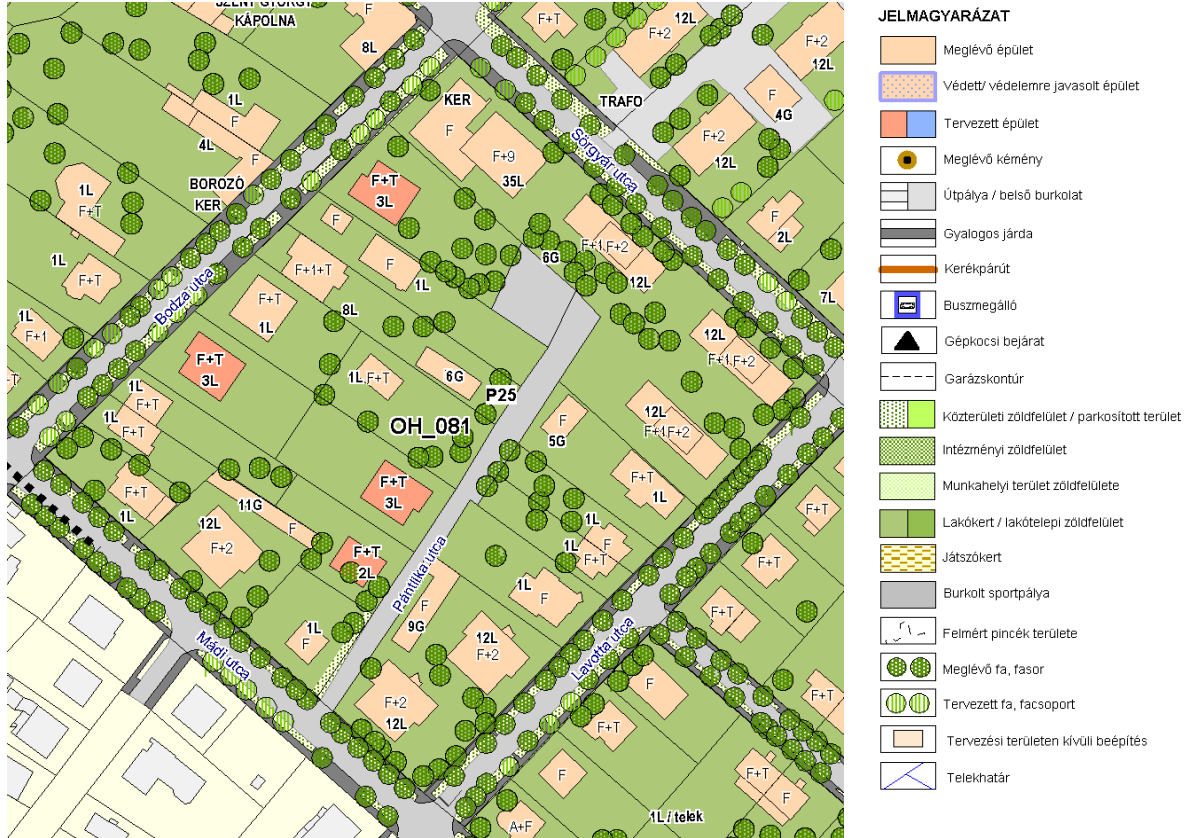 SZENT GYÖRGY
KÁPOLNA
8L
F+T
12L
F+2
F+2
12L
1L
F
4L
F
KER
F
TRAFO
F
4G
F+2
12L
F+9
35L
Sörgyár utca
BOROZÓ
KER
1L
F+T
F+T
3L
F
F
2L
1L
F+T
F+1+T
F
1L
6G
F+1
F+2
12L
7L
Bodza utca
F+T
1L
8L
1L
F+1
12L
F+1
F+2
F+T
3L
1L
F+T
6G
P25
F+T
1L
F+T
1L
F+T
OH_081
F
5G
12L
F+1
F+2
F+T
1L
F+T
3L
F+T
1L
11G
F
12L
F+2
F+T
1L
F
1L
F+T
F+T
F+T
2L
Pántlika utca
1L
F
F
9G
F+T
1L
F
Mádi utca
12L
F+2
Lavotta utca
F
F+T
F+2
12L
F+T
F
F+T
F
1L / telek
A+F
JELMAGYARÁZAT
Meglévő épület
Védett/ védelemre javasolt épület
Tervezett épület
Meglévő kémény
Útpálya / belső burkolat
Gyalogos járda
Kerékpárút
Buszmegálló
Gépkocsi bejárat
Garázskontúr
Közterületi zöldfelület / parkosított terület
Intézményi zöldfelület
Munkahelyi terület zöldfelülete
Lakókert / lakótelepi zöldfelület
Játszókert
Burkolt sportpálya
Felmért pincék területe
Meglévő fa, fasor
Tervezett fa, facsoport
Tervezési területen kívüli beépítés
Telekhatár